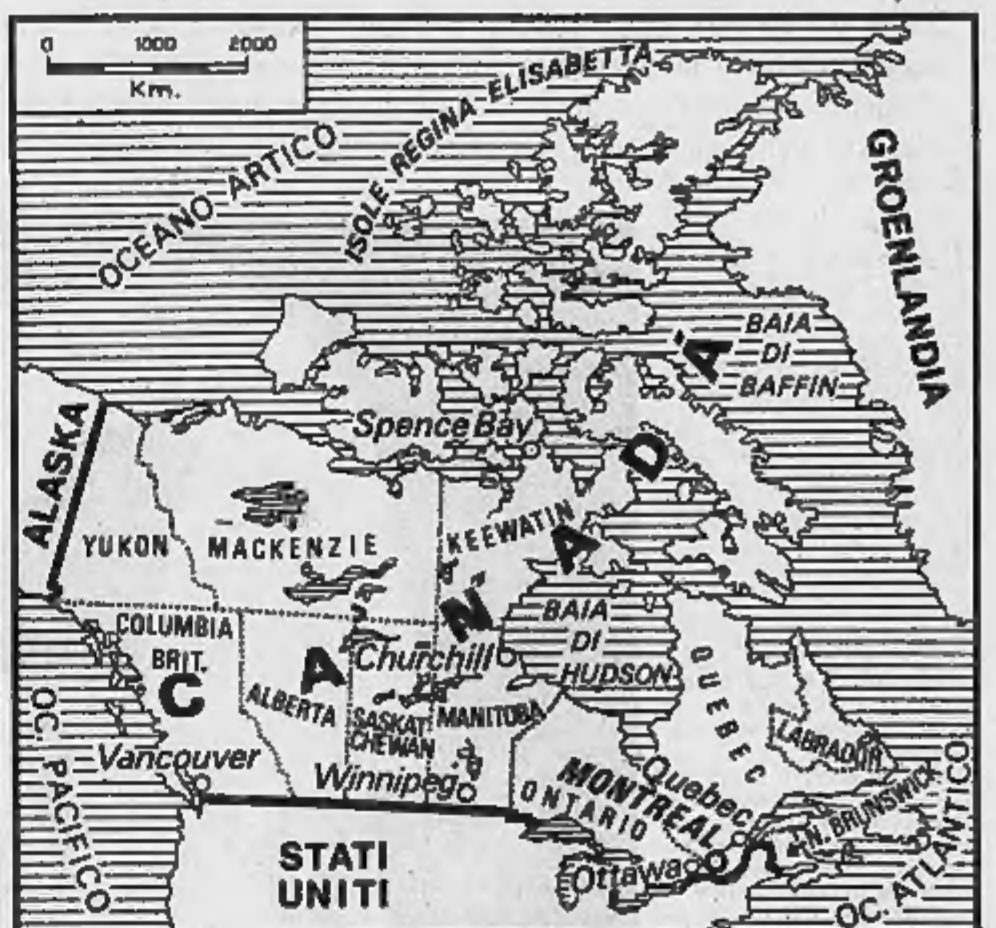 0 1000 2000
Km.
OCEANO ARTICO
ISOLE REGINA ELISABETTA
GROENLANDIA
BAIA
DI
BAFFIN
CANADÀ
Spence Bay
ALASKA
YUKON
MACKENZIE
KEEWATIN
COLUMBIA
BRIT.
ALBERTA
Churchill
SASKAT
CHEWAN
MANITOBA
BAIA
DI
HUDSON
QUEBEC
LABRADOR
OC. PACIFICO
Vancouver
Winnipeg
ONTARIO
MONTREAL
Quebec
N. BRUNSWICK
Ottawa
OC. ATLANTICO
STATI
UNITI